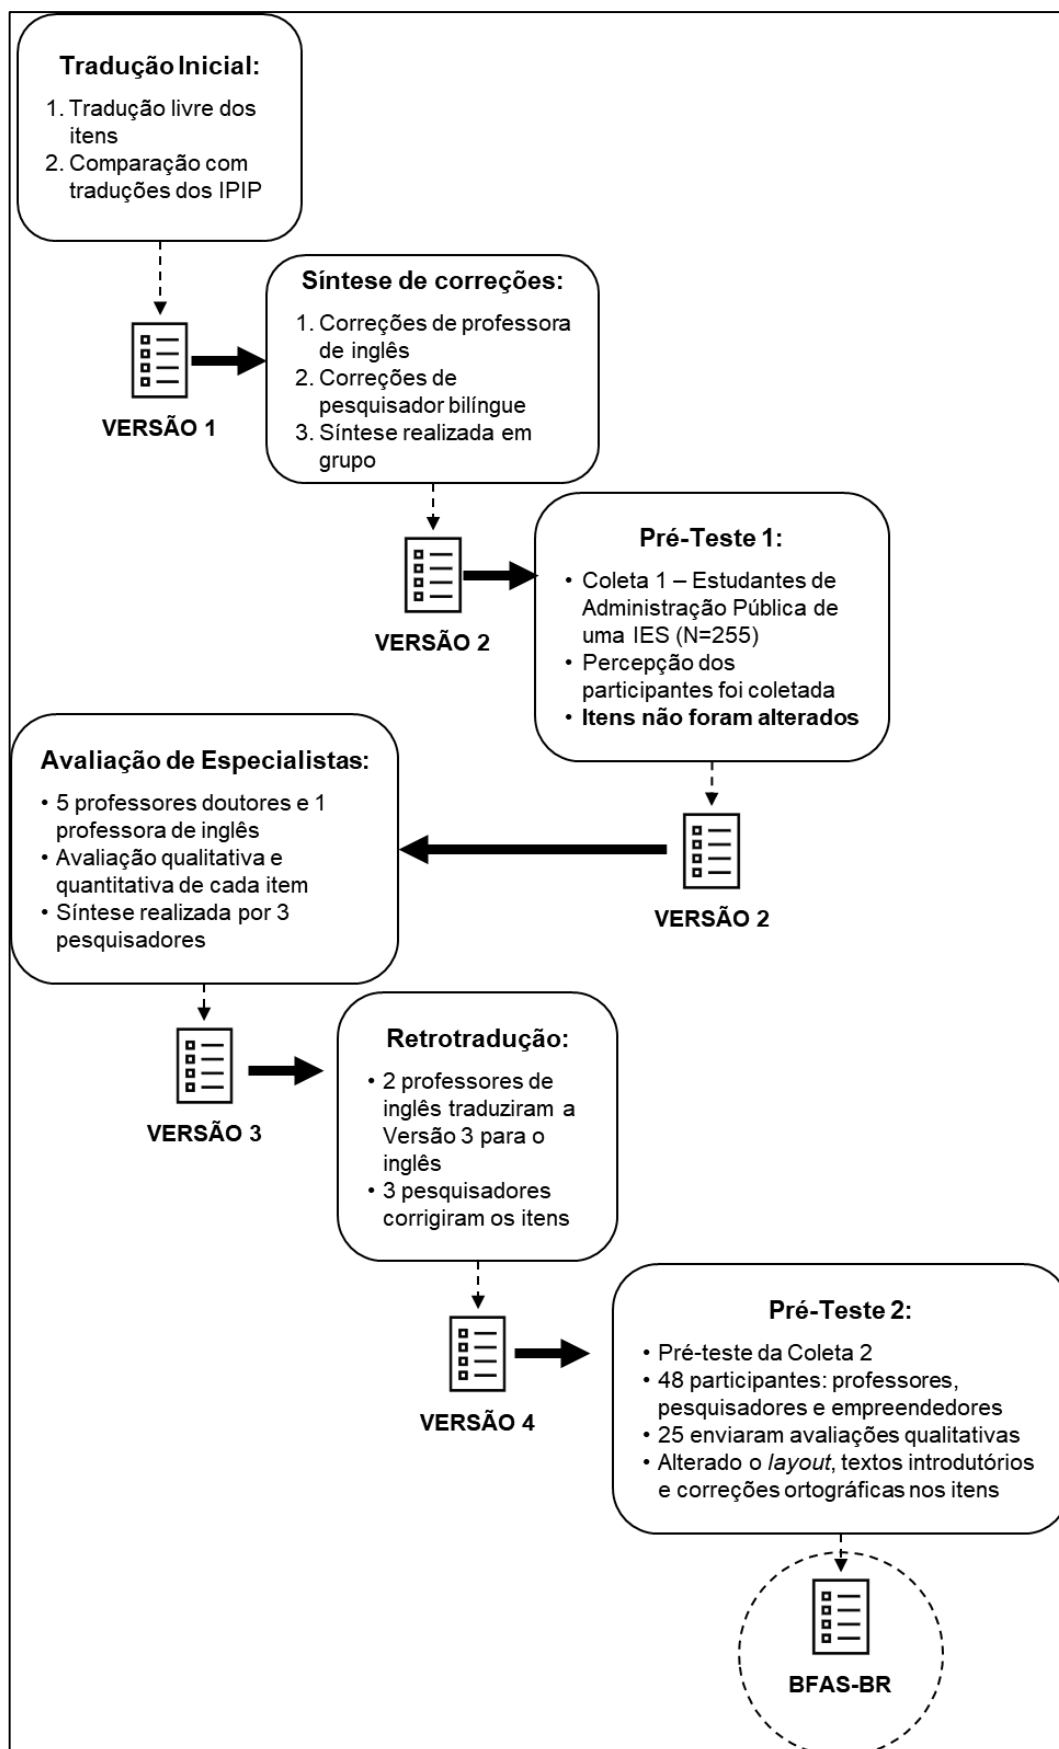 Tradução Inicial:
1. Tradução livre dos
itens
2. Comparação com
traduções dos IPIP
VERSÃO 1
Síntese de correções:
1. Correções de professora
de inglês
2. Correções de
pesquisador bilíngue
3. Síntese realizada em
grupo
VERSÃO 2
Pré-Teste 1:
• Coleta 1 – Estudantes de
Administração Pública de
uma IES (N=255)
• Percepção dos
participantes foi coletada
• Itens não foram alterados
VERSÃO 2
Avaliação de Especialistas:
• 5 professores doutores e 1
professora de inglês
• Avaliação qualitativa e
quantitativa de cada item
• Síntese realizada por 3
pesquisadores
VERSÃO 3
Retrotradução:
• 2 professores de
inglês traduziram a
Versão 3 para o
inglês
• 3 pesquisadores
corrigiram os itens
VERSÃO 4
Pré-Teste 2:
• Pré-teste da Coleta 2
• 48 participantes: professores,
pesquisadores e empreendedores
• 25 enviaram avaliações qualitativas
• Alterado o layout, textos introdutórios
e correções ortográficas nos itens
BFAS-BR